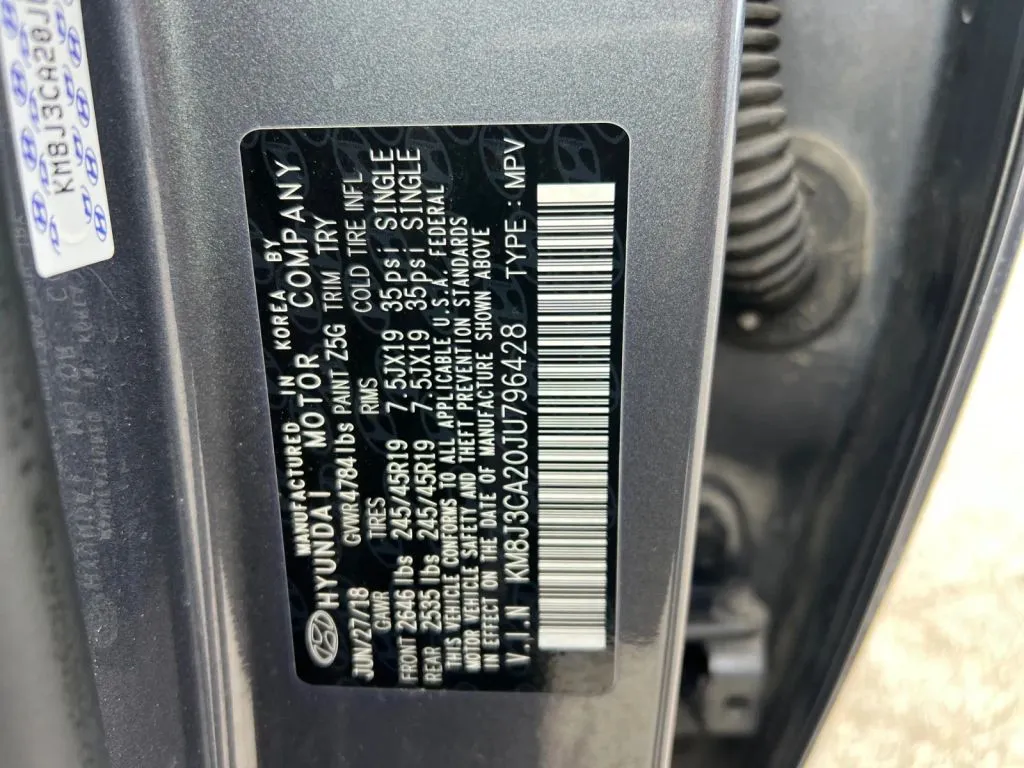 KM8J3CA20JU
MANUFACTURED IN KOREA BY
HYUNDAI MOTOR COMPANY
JUN/27/18 GVWR 4784 lbs PAINT Z5G TRIM TRY
GAWR TIRES RIMS COLD TIRE INFL
FRONT 2646 lbs 245/45R19 7.5JX19 35psi SINGLE
REAR 2535 lbs 245/45R19 7.5JX19 35psi SINGLE
THIS VEHICLE CONFORMS TO ALL APPLICABLE U.S.A. FEDERAL
MOTOR VEHICLE SAFETY AND THEFT PREVENTION STANDARDS
IN EFFECT ON THE DATE OF MANUFACTURE SHOWN ABOVE
V.I.N KM8J3CA20JU796428 TYPE : MPV